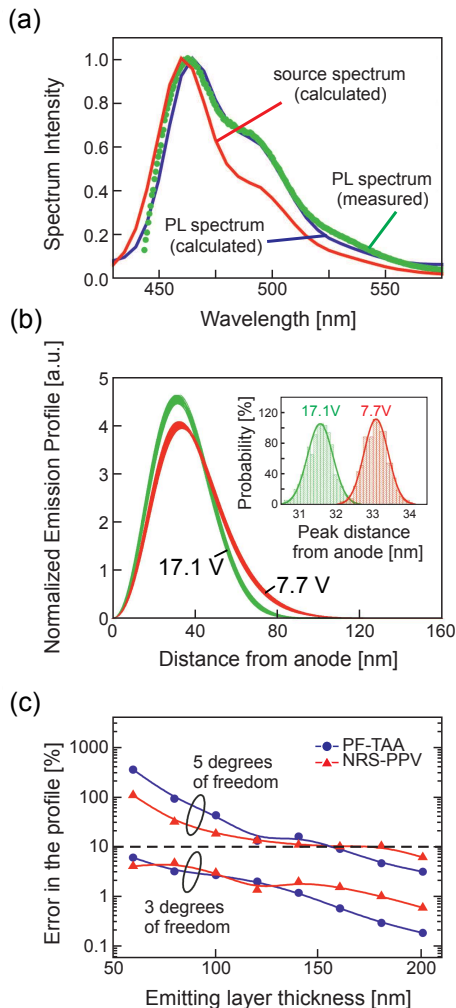 (a)
Spectrum Intensity
1.0
0.8
0.6
0.4
0.2
0.0
source spectrum
(calculated)
PL spectrum
(calculated)
PL spectrum
(measured)
450
500
550
Wavelength [nm]
(b)
Normalized Emission Profile [a.u.]
5
4
3
2
1
0
17.1 V
7.7 V
Probability [%]
120
80
40
0
17.1V
7.7V
31
32
33
34
Peak distance
from anode [nm]
0
40
80
120
160
Distance from anode [nm]
(c)
Error in the profile [%]
1000
100
10
1
0.1
PF-TAA
NRS-PPV
5 degrees
of freedom
3 degrees
of freedom
50
100
150
200
Emitting layer thickness [nm]